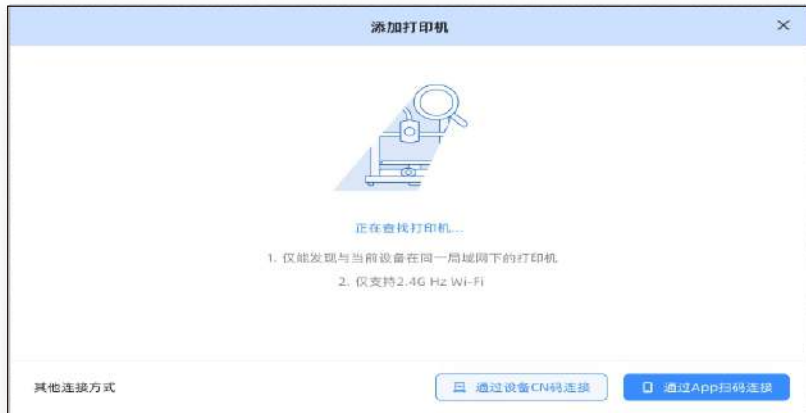 添加打印机
正在查找打印机...
1. 仅能发现与当前设备在同一局域网下的打印机
2. 仅支持2.4G Hz Wi-Fi
其他连接方式
通过设备CN码连接
通过App扫码连接